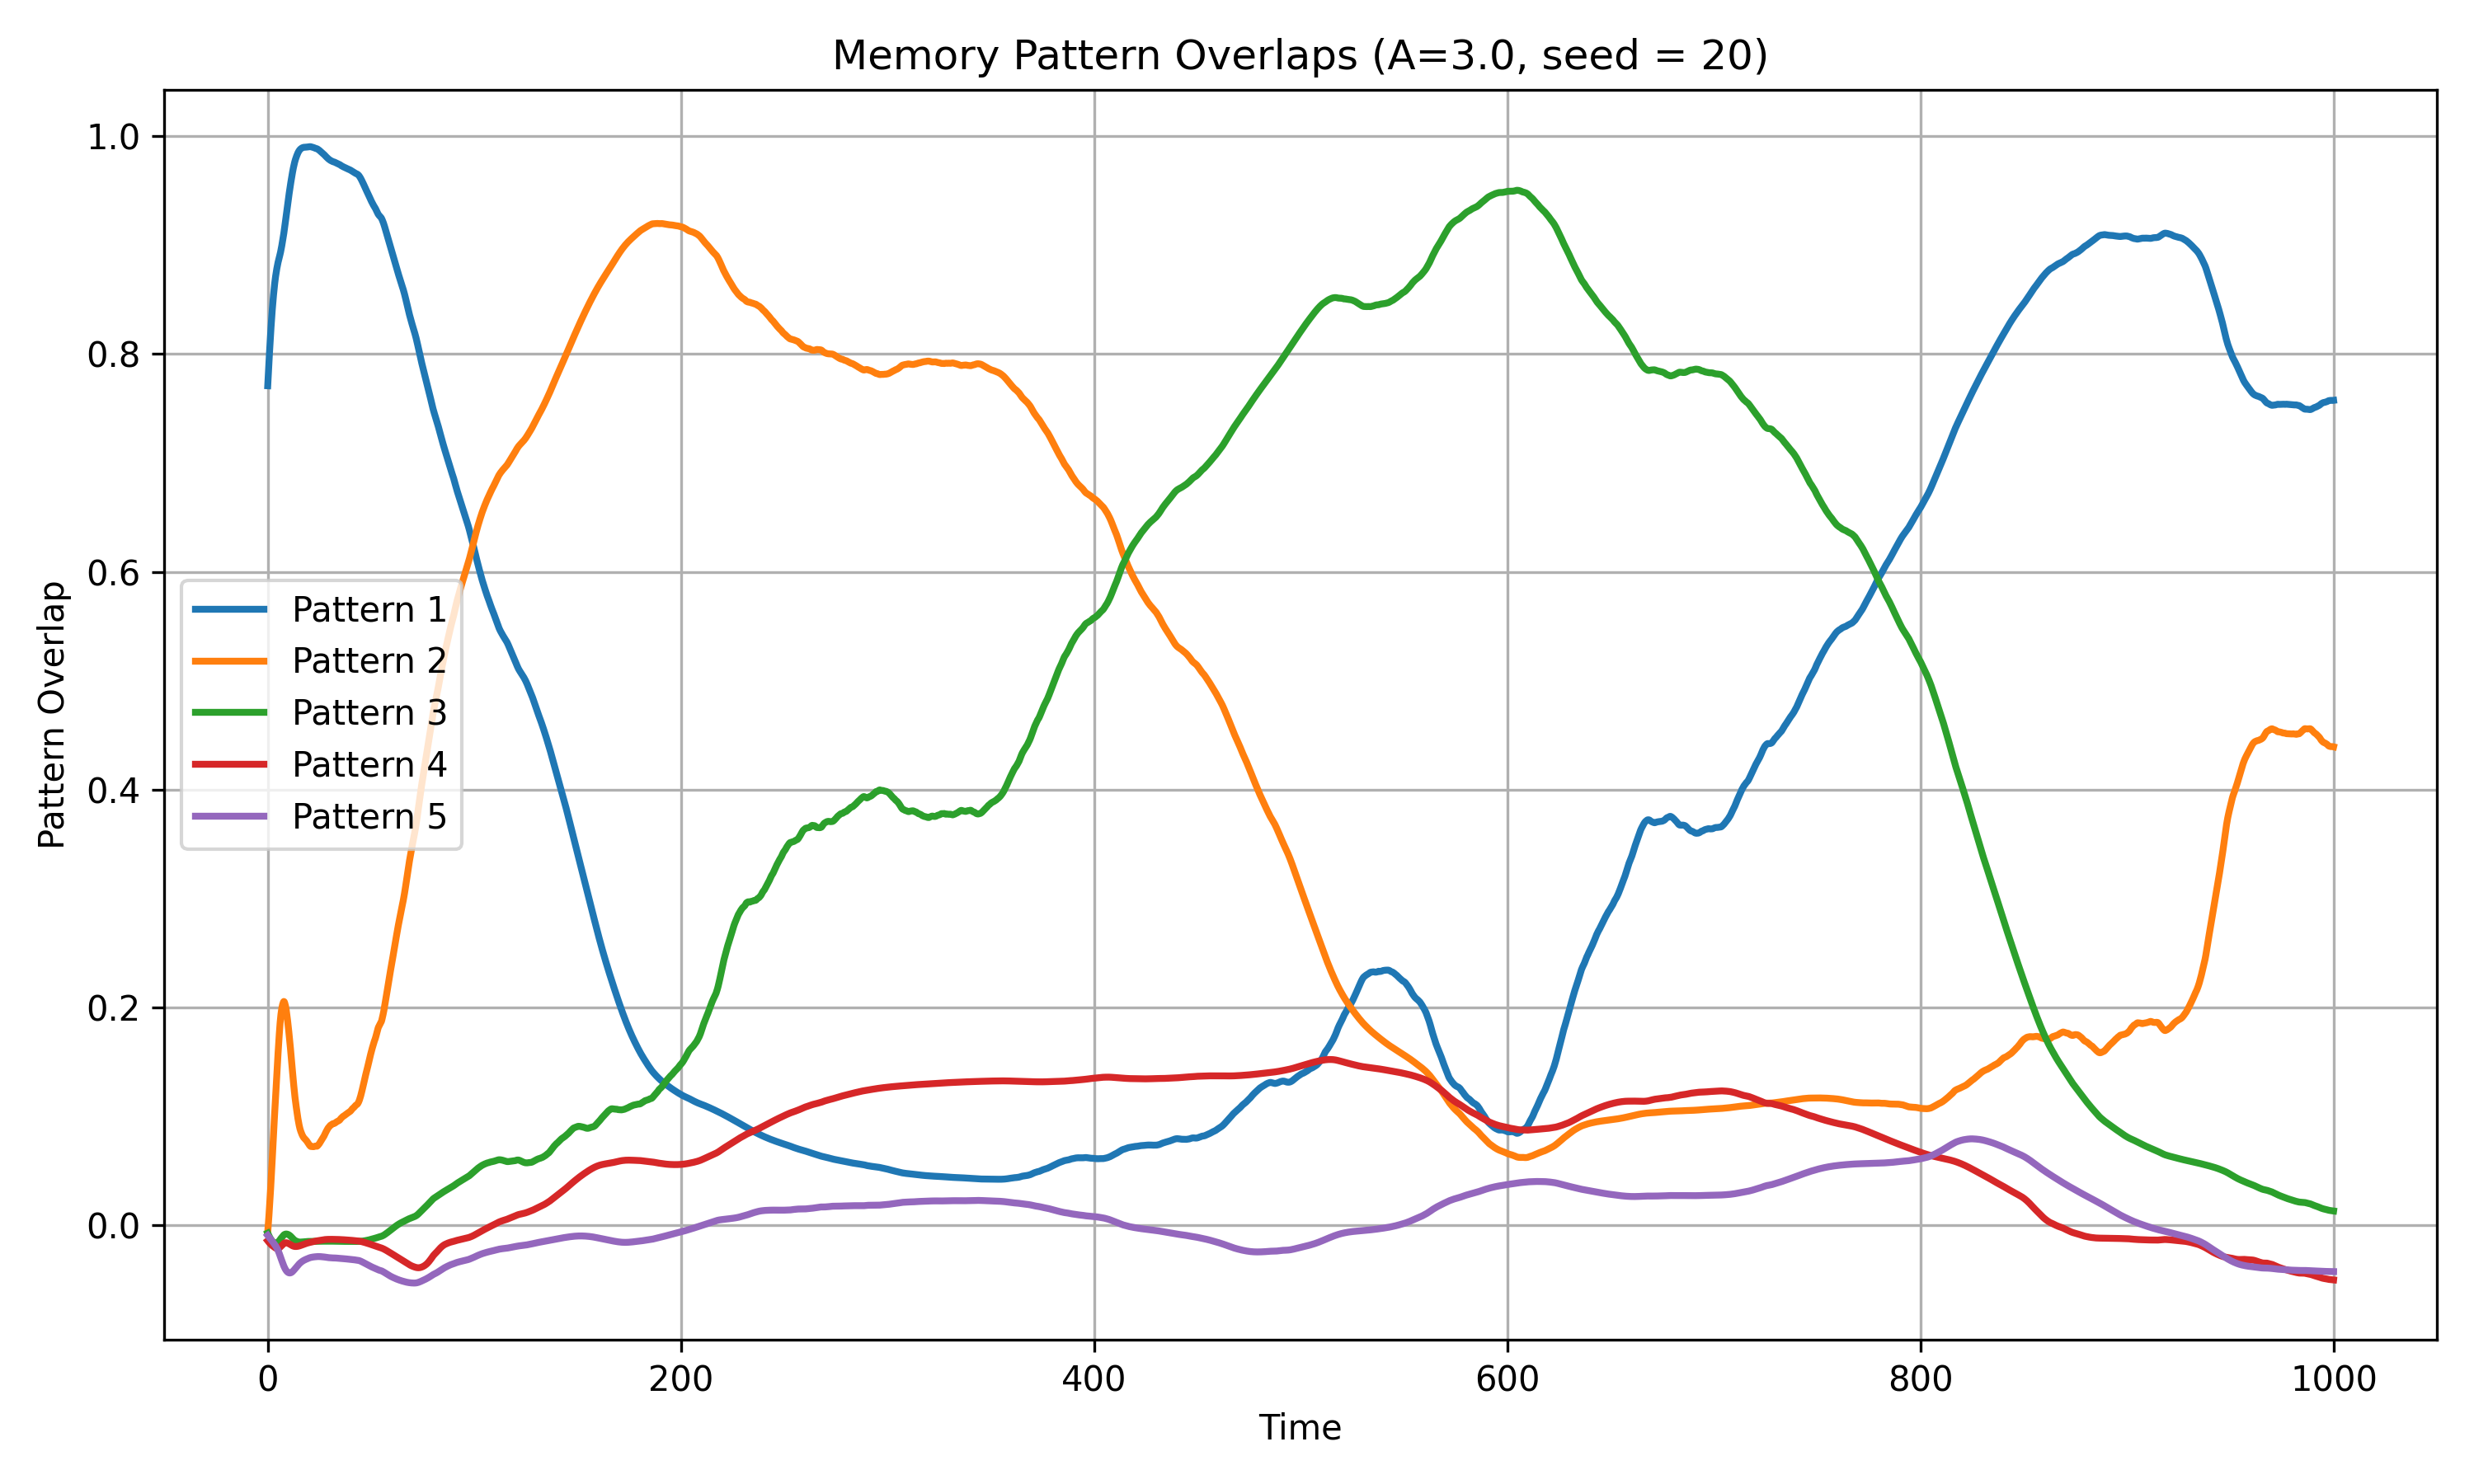 Memory Pattern Overlaps (A=3.0, seed = 20)
Pattern Overlap
1.0
0.8
0.6
0.4
0.2
0.0
Pattern 1
Pattern 2
Pattern 3
Pattern 4
Pattern 5
0 200 400 600 800 1000
Time